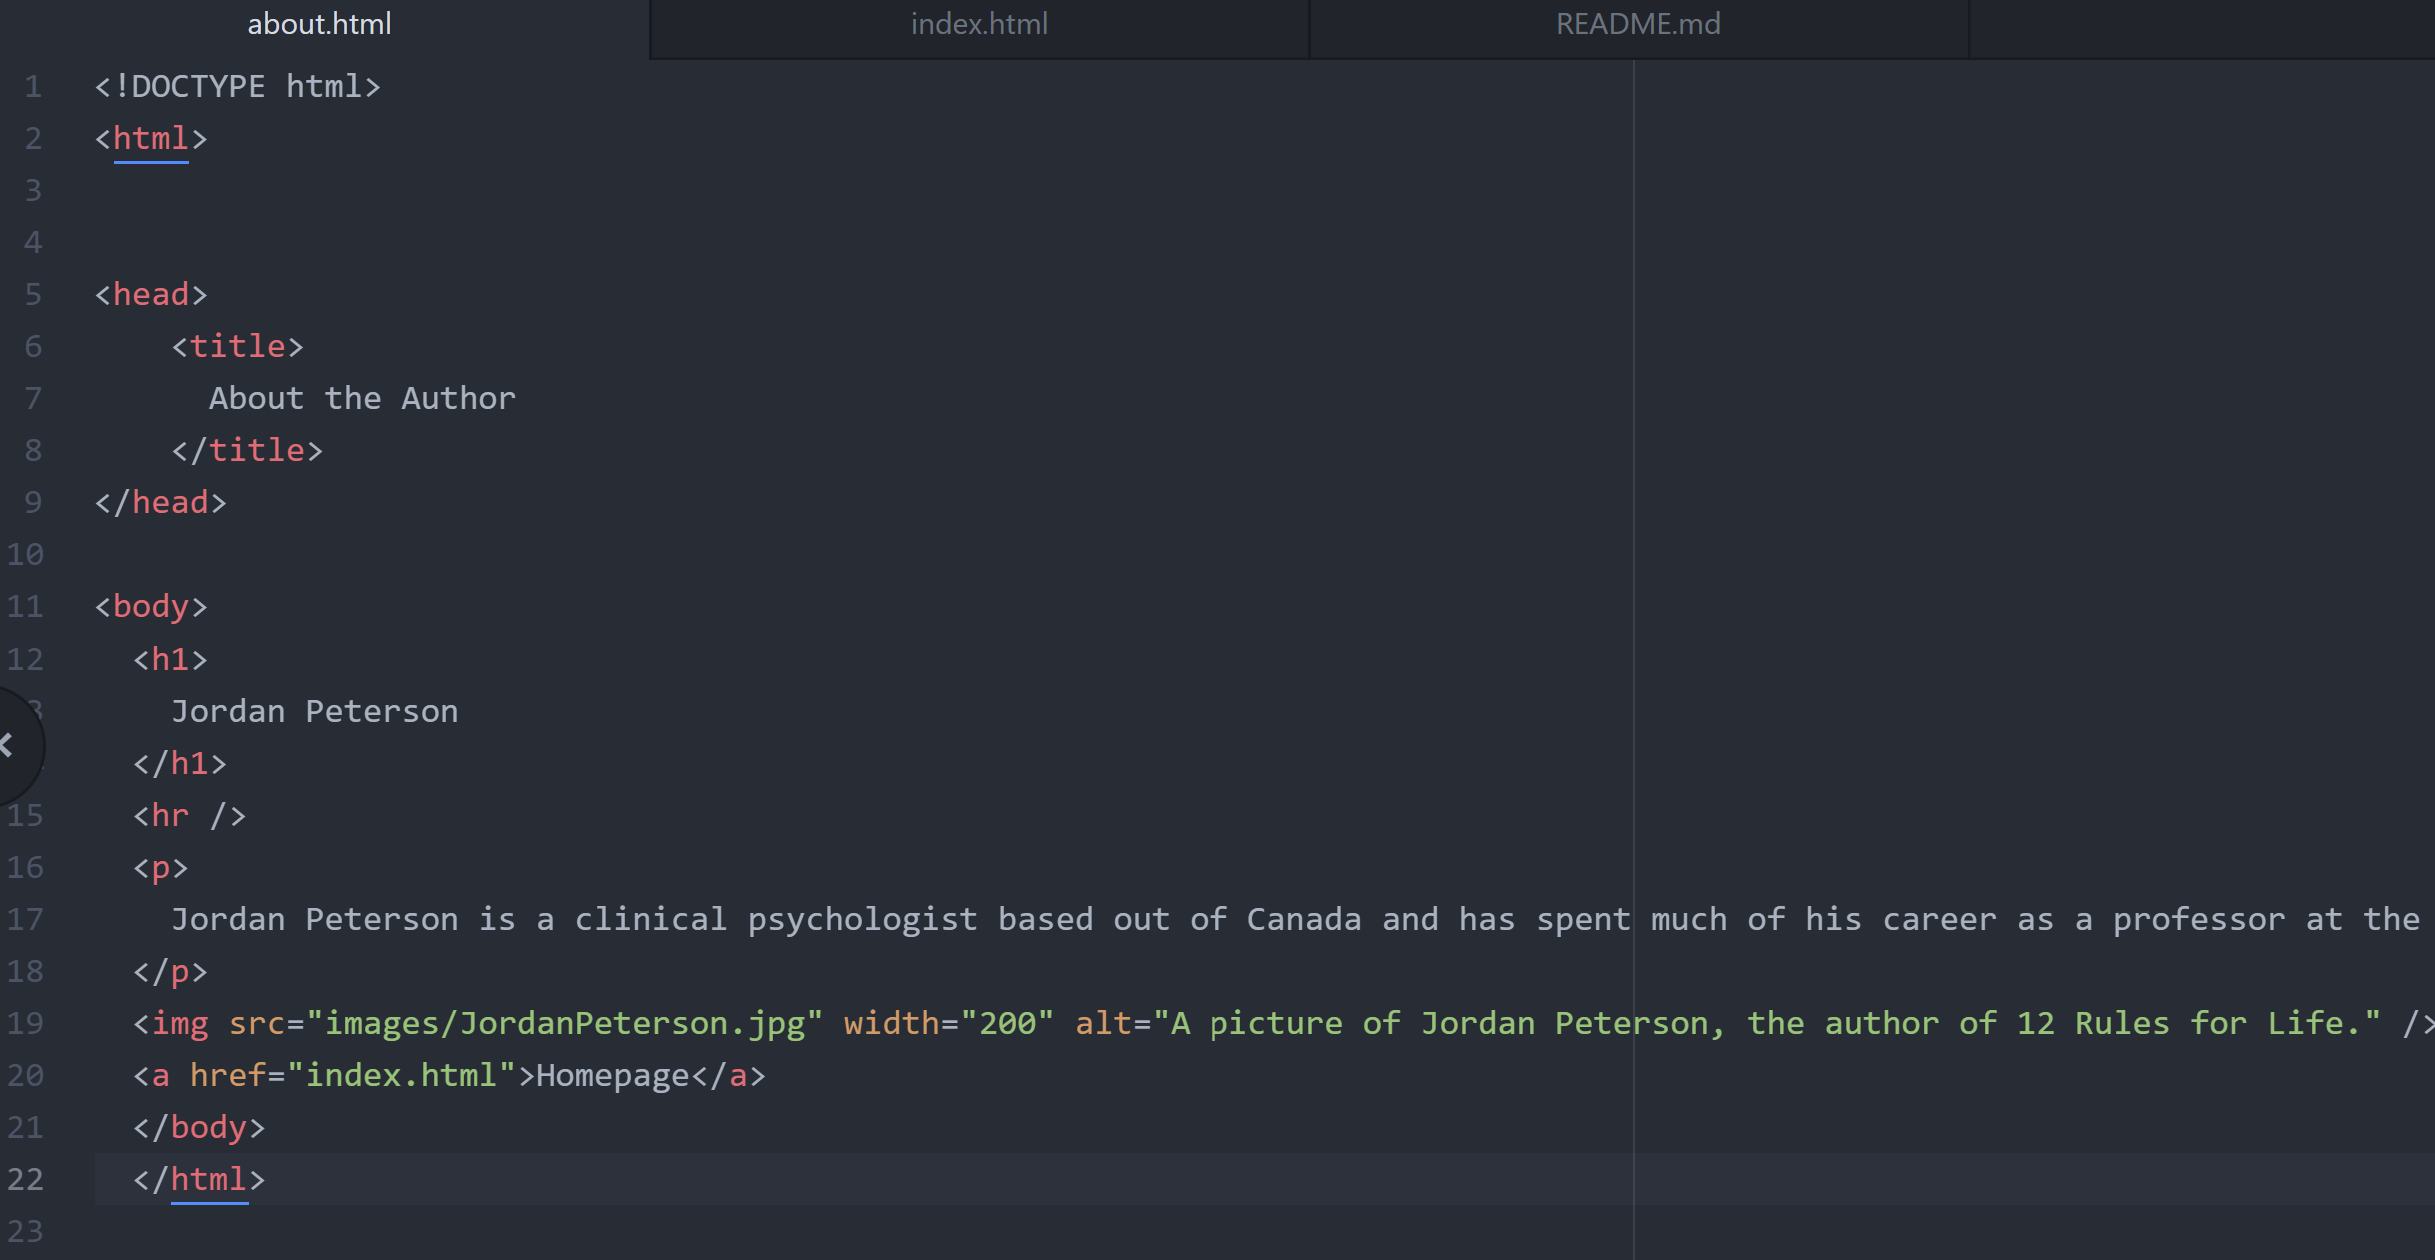 about.html index.html README.md
1 <!DOCTYPE html>
2 <html>
3
4
5 <head>
6 <title>
7 About the Author
8 </title>
9 </head>
10
11 <body>
12 <h1>
3 Jordan Peterson
</h1>
15 <hr />
16 <p>
17 Jordan Peterson is a clinical psychologist based out of Canada and has spent much of his career as a professor at the
18 </p>
19 <img src="images/JordanPeterson.jpg" width="200" alt="A picture of Jordan Peterson, the author of 12 Rules for Life." />
20 <a href="index.html">Homepage</a>
21 </body>
22 </html>
23